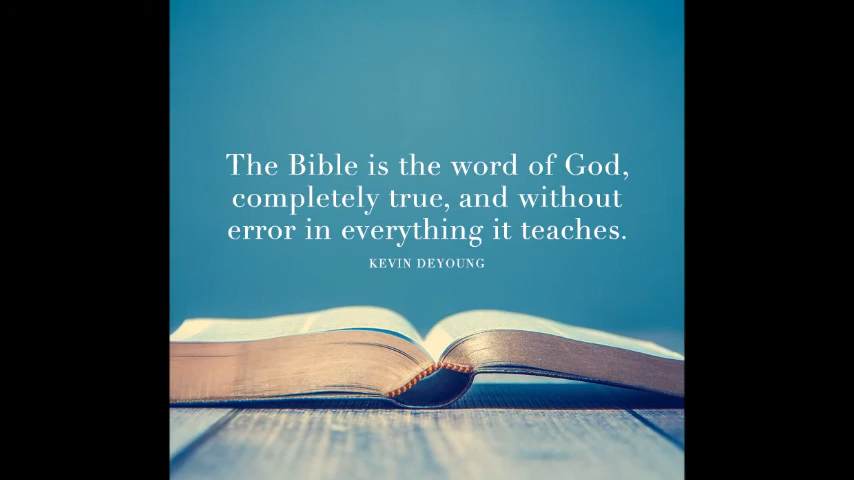 The Bible is the word of God,
completely true, and without
error in everything it teaches.
KEVIN DEYOUNG